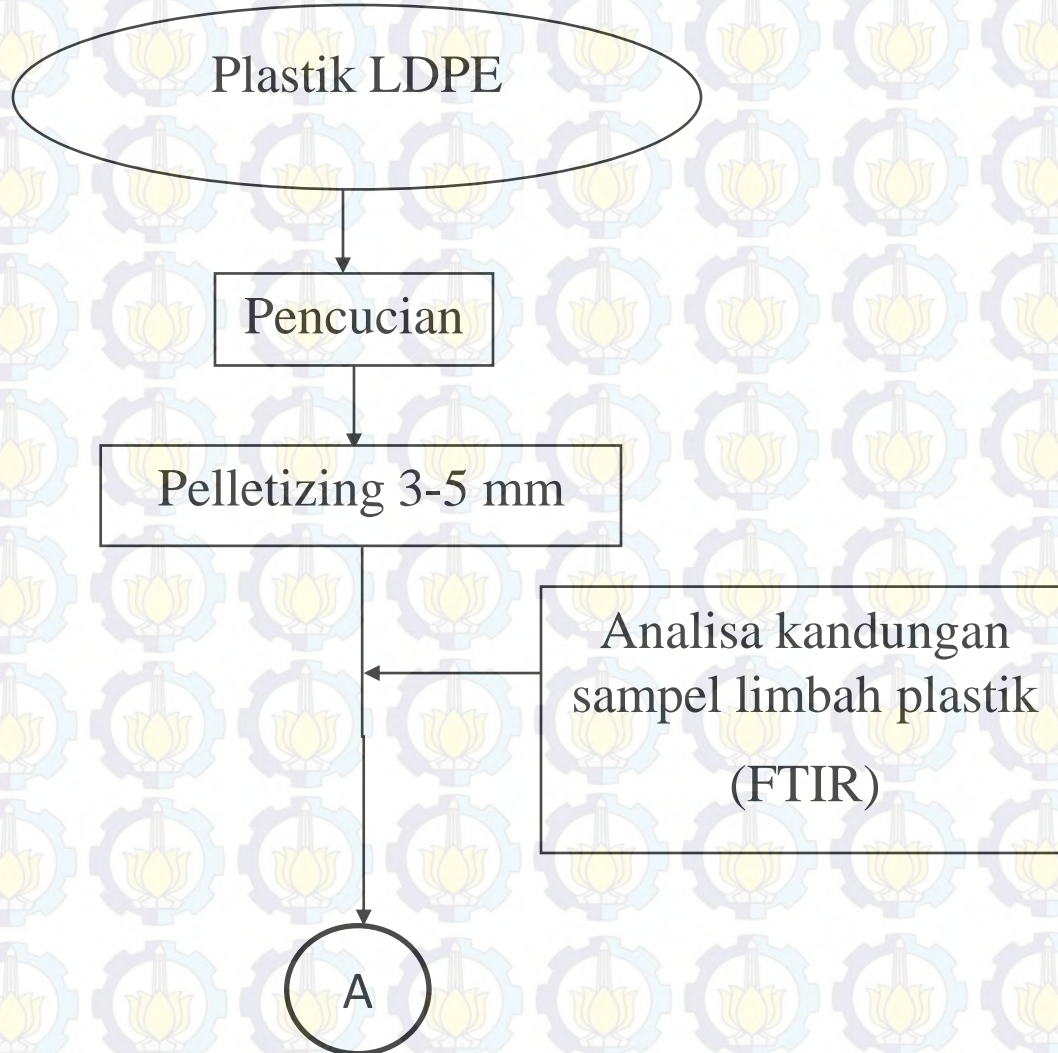 Plastik LDPE
Pencucian
Pelletizing 3-5 mm
Analisa kandungan
sampel limbah plastik
(FTIR)
A